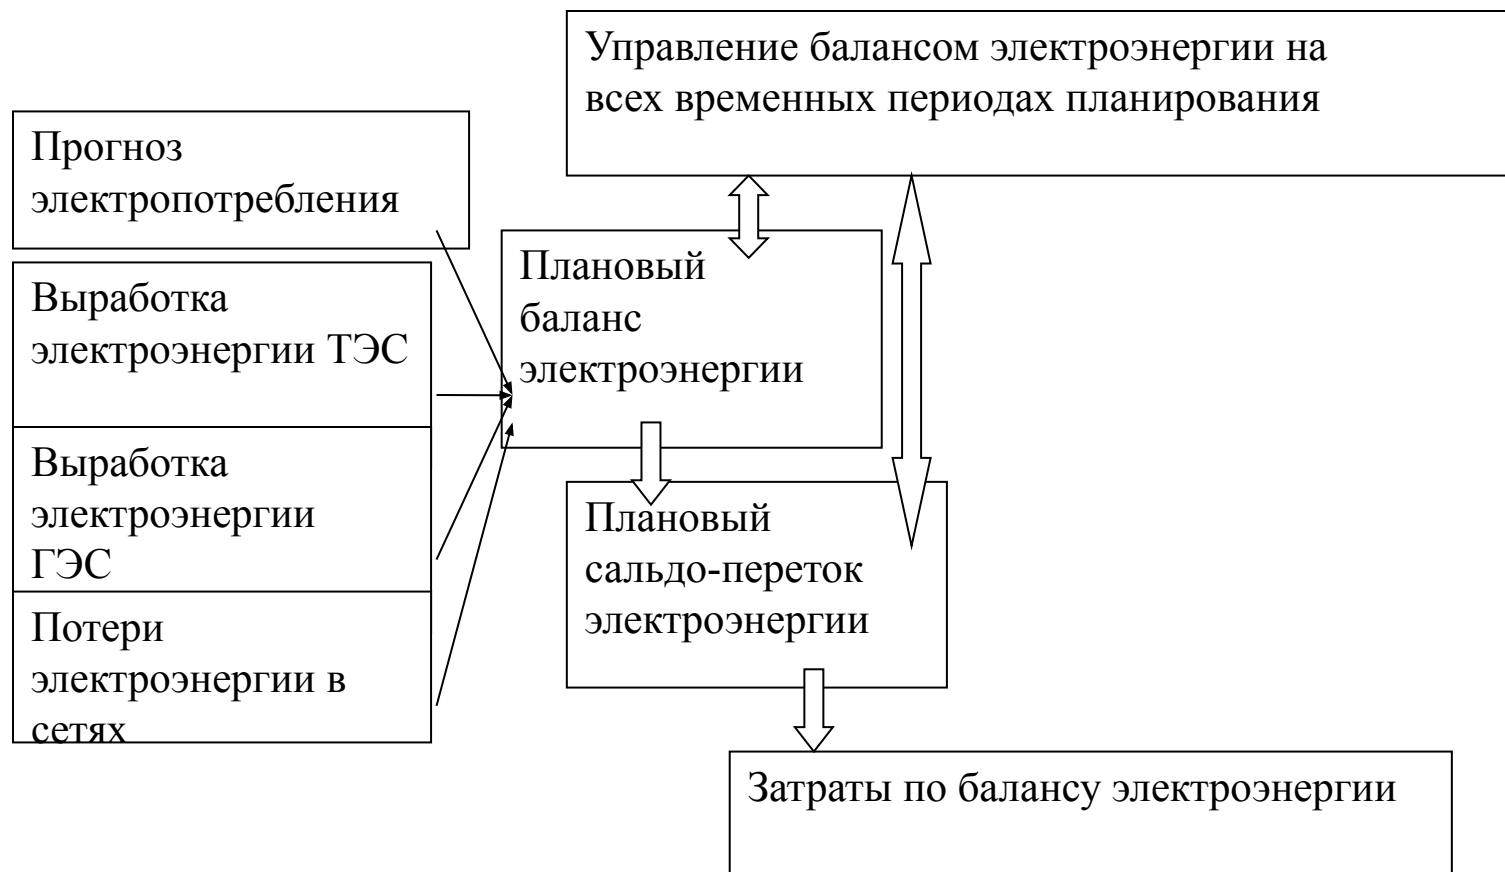 Управление балансом электроэнергии на
всех временных периодах планирования
Прогноз
электропотребления
Выработка
электроэнергии ТЭС
Выработка
электроэнергии
ГЭС
Потери
электроэнергии в
сетях
Плановый
баланс
электроэнергии
Плановый
сальдо-переток
электроэнергии
Затраты по балансу электроэнергии